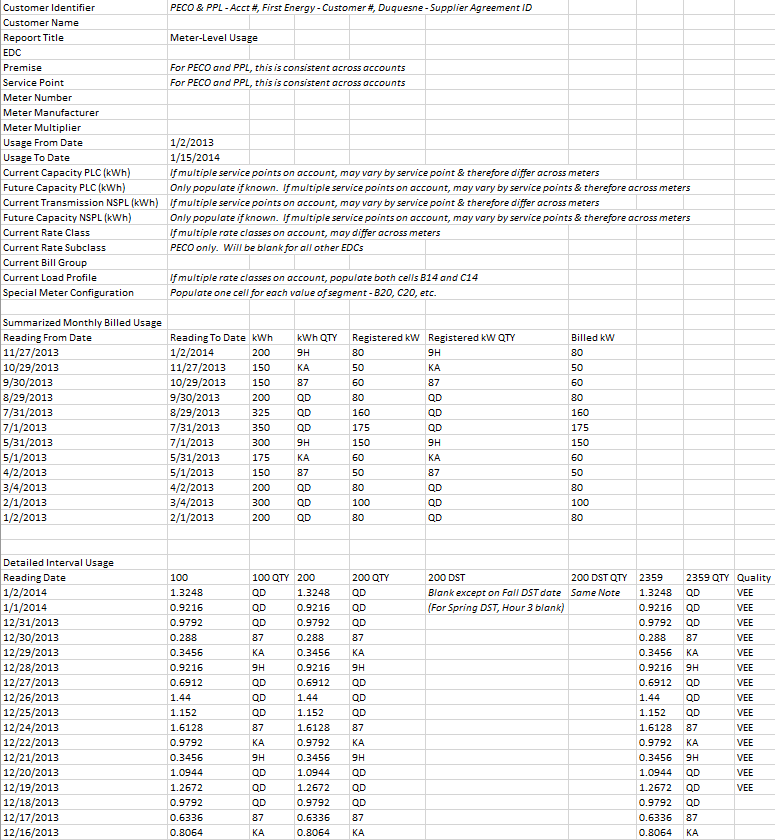 Customer Identifier PECO & PPL - Acct #, First Energy - Customer #, Duquesne - Supplier Agreement ID
Customer Name
Repoort Title Meter-Level Usage
EDC
Premise For PECO and PPL, this is consistent across accounts
Service Point For PECO and PPL, this is consistent across accounts
Meter Number
Meter Manufacturer
Meter Multiplier
Usage From Date 1/2/2013
Usage To Date 1/15/2014
Current Capacity PLC (kWh) If multiple service points on account, may vary by service point & therefore differ across meters
Future Capacity PLC (kWh) Only populate if known. If multiple service points on account, may vary by service points & therefore across meters
Current Transmission NSPL (kWh) If multiple service points on account, may vary by service point & therefore differ across meters
Future Capacity NSPL (kWh) Only populate if known. If multiple service points on account, may vary by service points & therefore across meters
Current Rate Class If multiple rate classes on account, may differ across meters
Current Rate Subclass PECO only. Will be blank for all other EDCs
Current Bill Group
Current Load Profile If multiple rate classes on account, populate both cells B14 and C14
Special Meter Configuration Populate one cell for each value of segment - B20, C20, etc.
Summarized Monthly Billed Usage
Reading From Date Reading To Date kWh kWh QTY Registered kW Registered kW QTY Billed kW
11/27/2013 1/2/2014 200 9H 80 9H 80
10/29/2013 11/27/2013 150 KA 50 KA 50
9/30/2013 10/29/2013 150 87 60 87 60
8/29/2013 9/30/2013 200 QD 80 QD 80
7/31/2013 8/29/2013 325 QD 160 QD 160
7/1/2013 7/31/2013 350 QD 175 QD 175
5/31/2013 7/1/2013 300 9H 150 9H 150
5/1/2013 5/31/2013 175 KA 60 KA 60
4/2/2013 5/1/2013 150 87 50 87 50
3/4/2013 4/2/2013 200 QD 80 QD 80
2/1/2013 3/4/2013 300 QD 100 QD 100
1/2/2013 2/1/2013 200 QD 80 QD 80
Detailed Interval Usage
Reading Date 100 100 QTY 200 200 QTY 200 DST 200 DST QTY 2359 2359 QTY Quality
1/2/2014 1.3248 QD 1.3248 QD Blank except on Fall DST date Same Note 1.3248 QD VEE
1/1/2014 0.9216 QD 0.9216 QD (For Spring DST, Hour 3 blank) 0.9216 QD VEE
12/31/2013 0.9792 QD 0.9792 QD 0.9792 QD VEE
12/30/2013 0.288 87 0.288 87 0.288 87 VEE
12/29/2013 0.3456 KA 0.3456 KA 0.3456 KA VEE
12/28/2013 0.9216 9H 0.9216 9H 0.9216 9H VEE
12/27/2013 0.6912 QD 0.6912 QD 0.6912 QD VEE
12/26/2013 1.44 QD 1.44 QD 1.44 QD VEE
12/25/2013 1.152 QD 1.152 QD 1.152 QD VEE
12/24/2013 1.6128 87 1.6128 87 1.6128 87 VEE
12/22/2013 0.9792 KA 0.9792 KA 0.9792 KA VEE
12/21/2013 0.3456 9H 0.3456 9H 0.3456 9H VEE
12/20/2013 1.0944 QD 1.0944 QD 1.0944 QD VEE
12/19/2013 1.2672 QD 1.2672 QD 1.2672 QD VEE
12/18/2013 0.9792 QD 0.9792 QD 0.9792 QD
12/17/2013 0.6336 87 0.6336 87 0.6336 87
12/16/2013 0.8064 KA 0.8064 KA 0.8064 KA